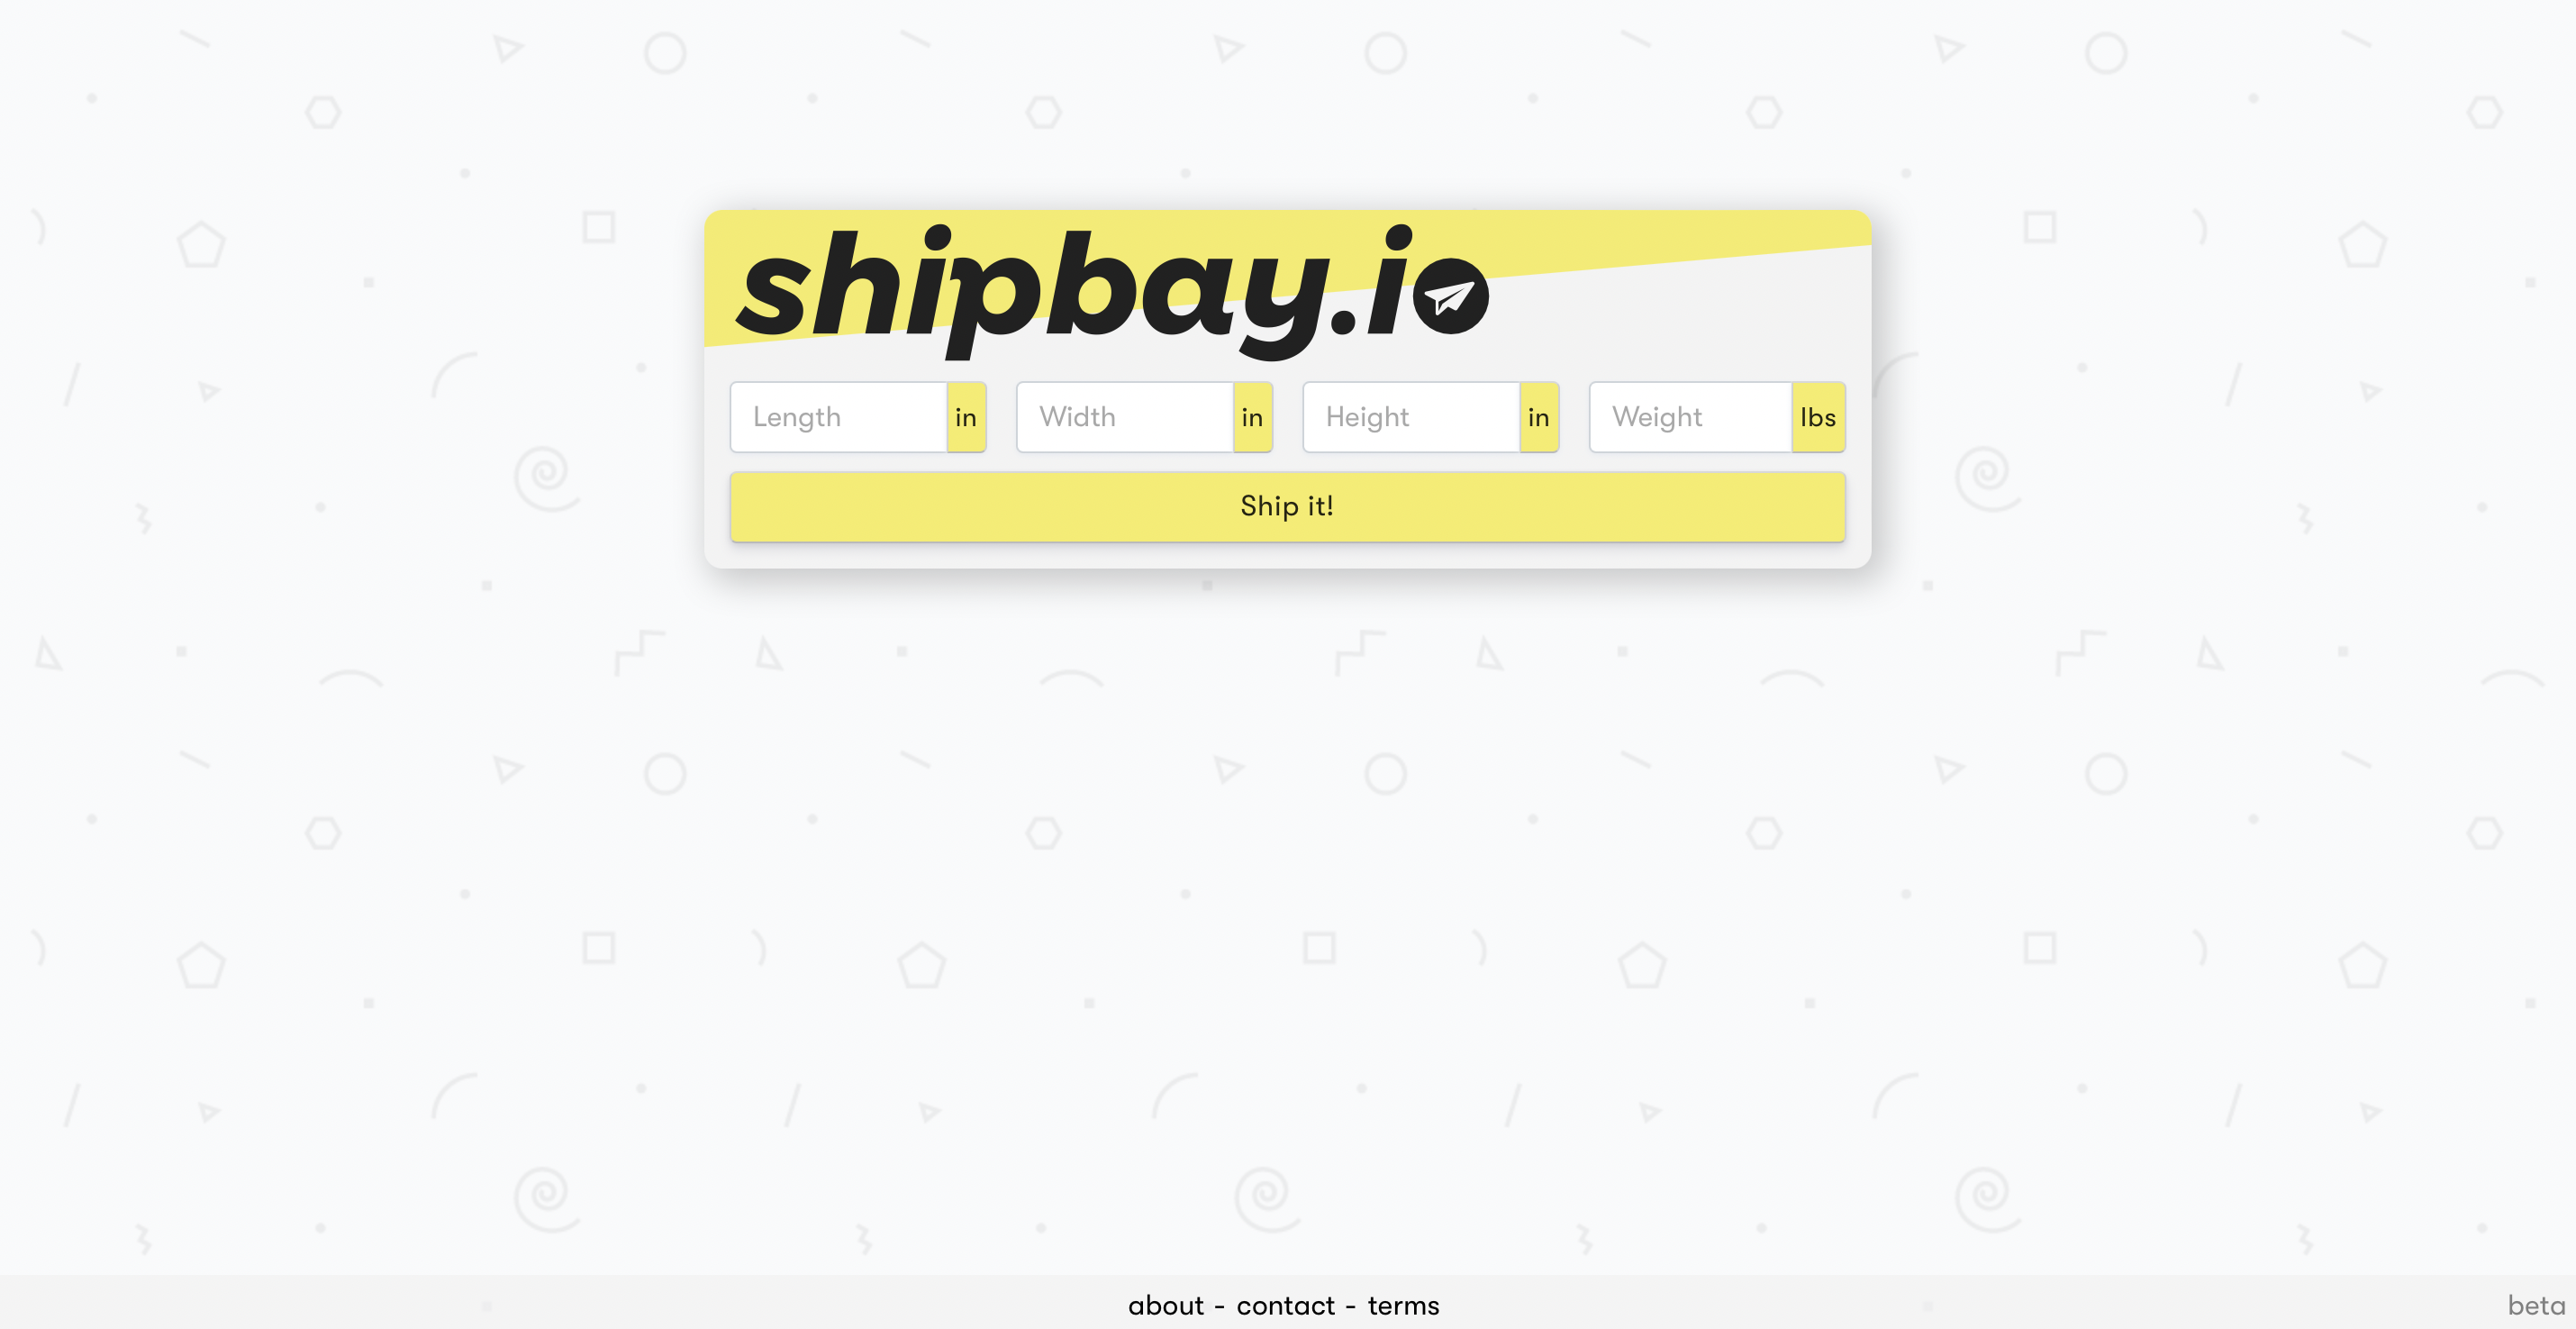 shipbay.io
Length in Width in Height in Weight lbs
Ship it!
about - contact - terms
beta